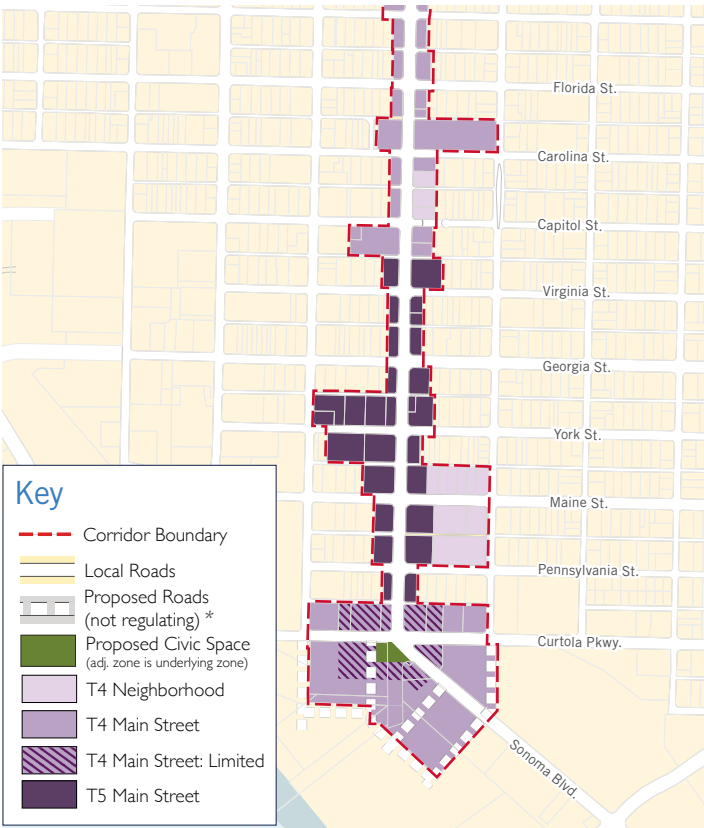 Florida St.
Carolina St.
Capitol St.
Virginia St.
Georgia St.
York St.
Maine St.
Pennsylvania St.
Curtola Pkwy.
Sonoma Blvd.
Key
Corridor Boundary
Local Roads
Proposed Roads
(not regulating) *
Proposed Civic Space
(adj. zone is underlying zone)
T4 Neighborhood
T4 Main Street
T4 Main Street: Limited
T5 Main Street